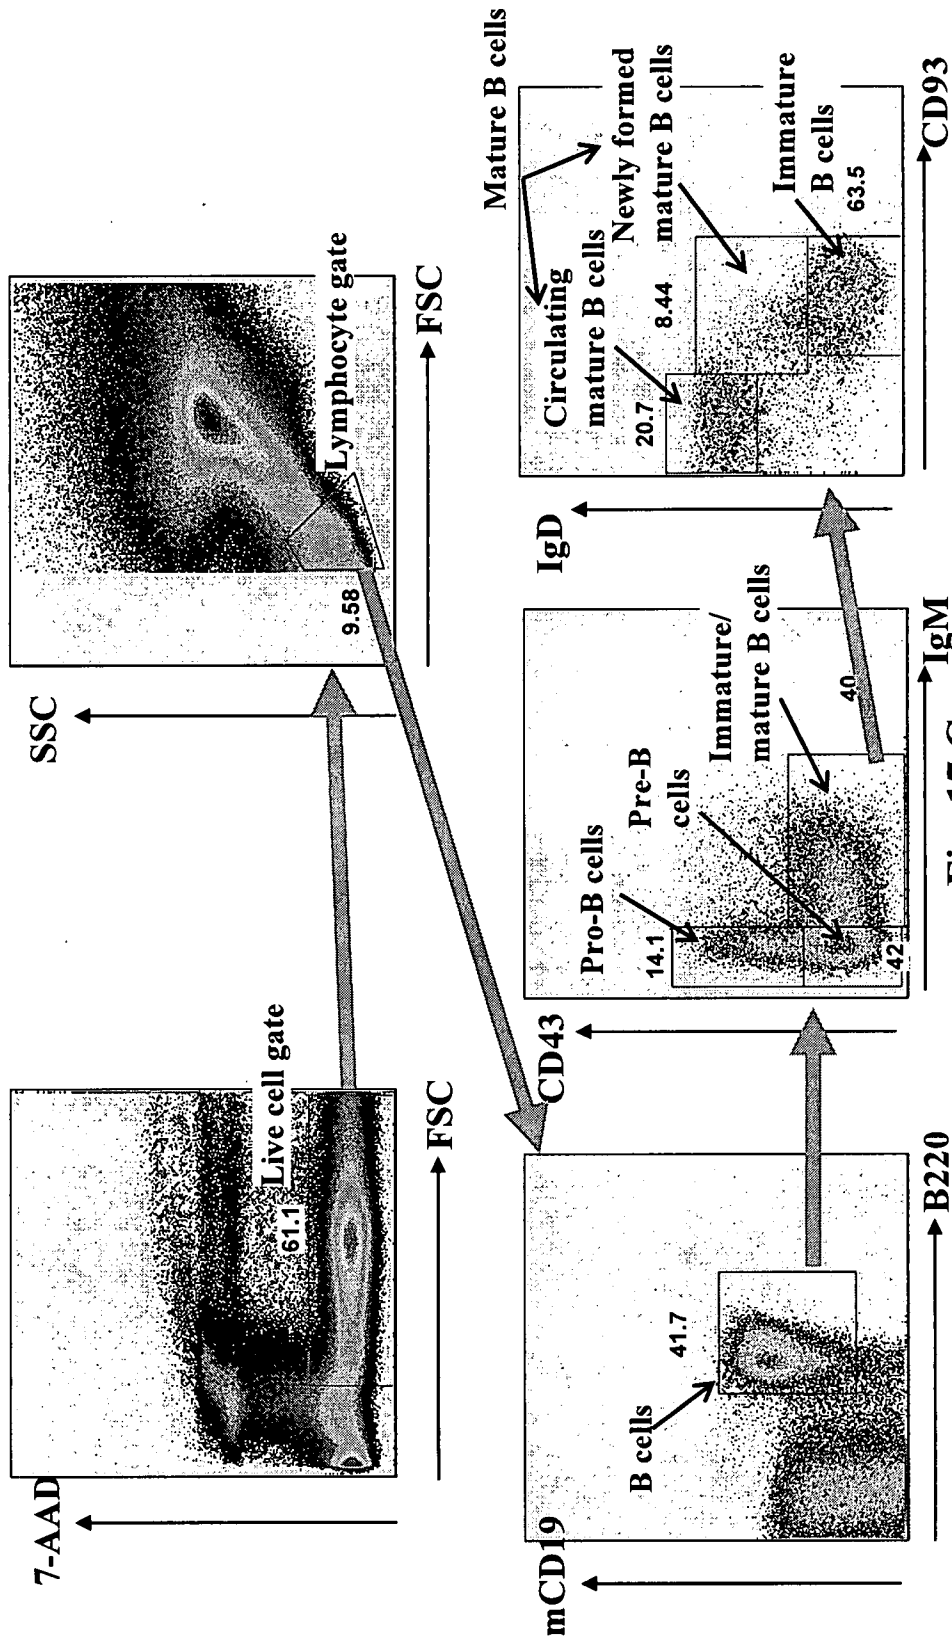 7-AAD
61.1
Live cell gate
FSC
SSC
9.58
Lymphocyte gate
FSC
mCD19
B cells
41.7
B220
CD43
14.1
Pro-B cells
Pre-B
cells
Immature/
mature B cells
42
40
IgM
IgD
Mature B cells
Circulating
mature B cells
20.7
8.44
Newly formed
mature B cells
Immature
B cells
63.5
CD93